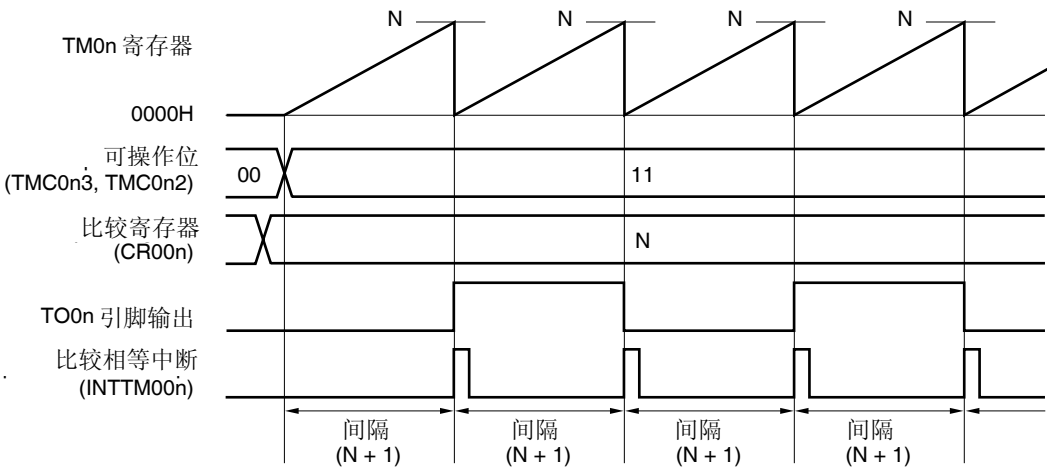 N N N N
TM0n 寄存器
0000H
可操作位
(TMC0n3, TMC0n2)
00 11
比较寄存器
(CR00n)
N
TO0n 引脚输出
比较相等中断
(INTTM00n)
间隔 间隔 间隔 间隔
(N + 1) (N + 1) (N + 1) (N + 1)